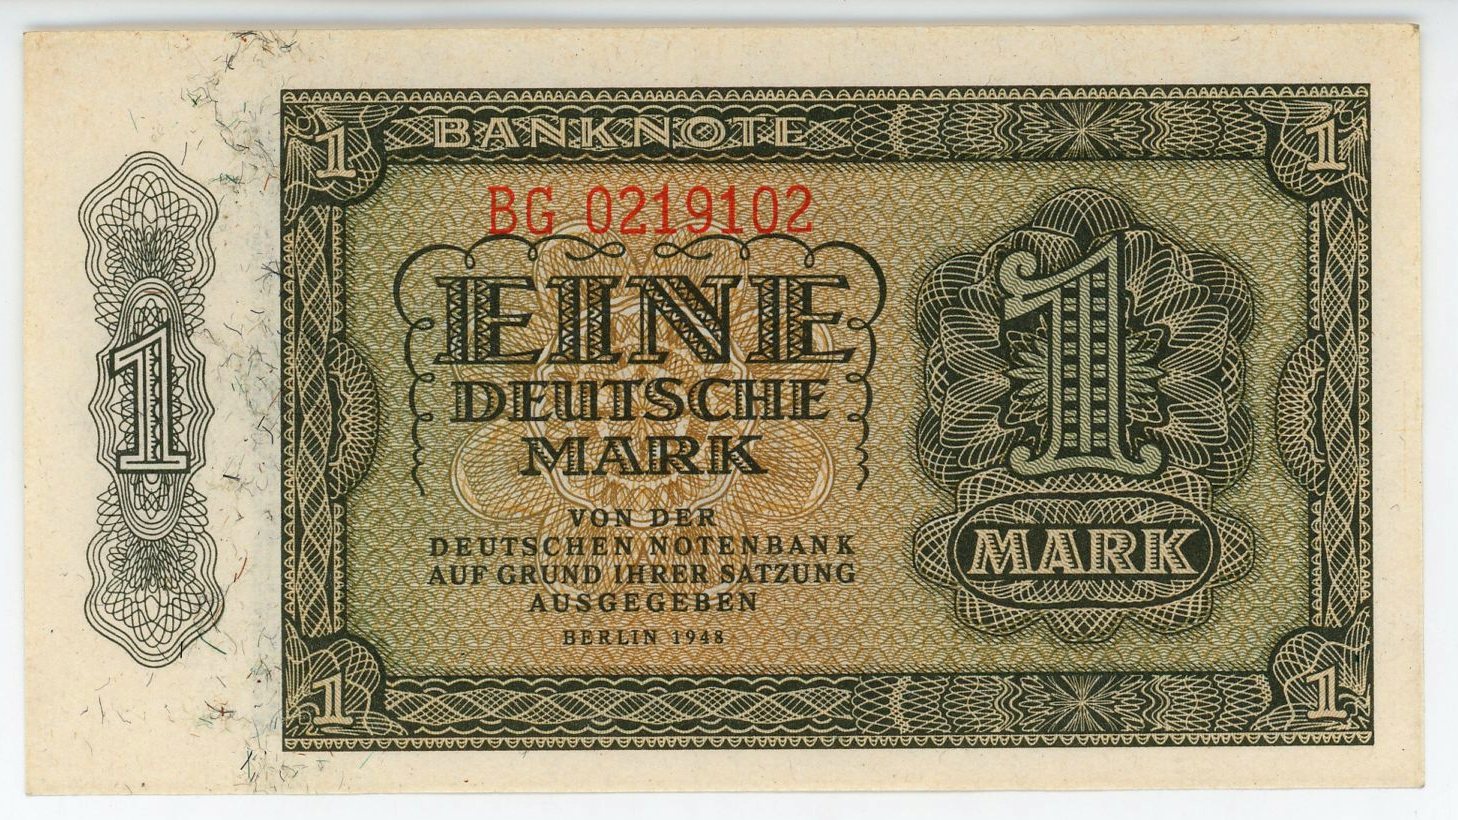 1 BANKNOTE 1
BG 0219102
EINE
DEUTSCHE
MARK
VON DER
DEUTSCHEN NOTENBANK
AUF GRUND IHRER SATZUNG
AUSGEGEBEN
BERLIN 1948
1
1
MARK
1 1